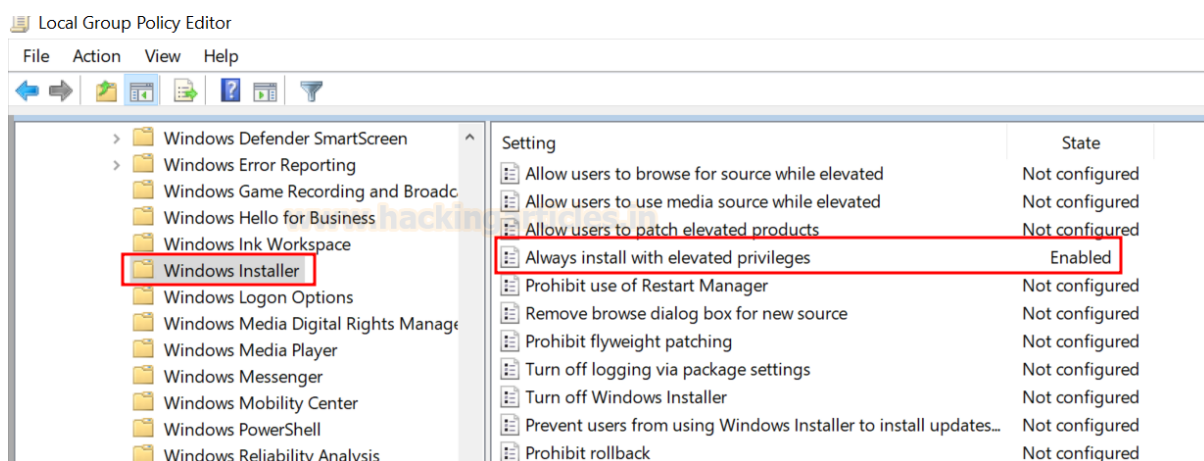 Local Group Policy Editor
File Action View Help
Windows Defender SmartScreen
Windows Error Reporting
Windows Game Recording and Broadc
Windows Hello for Business
Windows Ink Workspace
Windows Installer
Windows Logon Options
Windows Media Digital Rights Manage
Windows Media Player
Windows Messenger
Windows Mobility Center
Windows PowerShell
Windows Reliability Analysis
Setting State
Allow users to browse for source while elevated Not configured
Allow users to use media source while elevated Not configured
Allow users to patch elevated products Not configured
Always install with elevated privileges Enabled
Prohibit use of Restart Manager Not configured
Remove browse dialog box for new source Not configured
Prohibit flyweight patching Not configured
Turn off logging via package settings Not configured
Turn off Windows Installer Not configured
Prevent users from using Windows Installer to install updates... Not configured
Prohibit rollback Not configured
www.hackingarticles.in